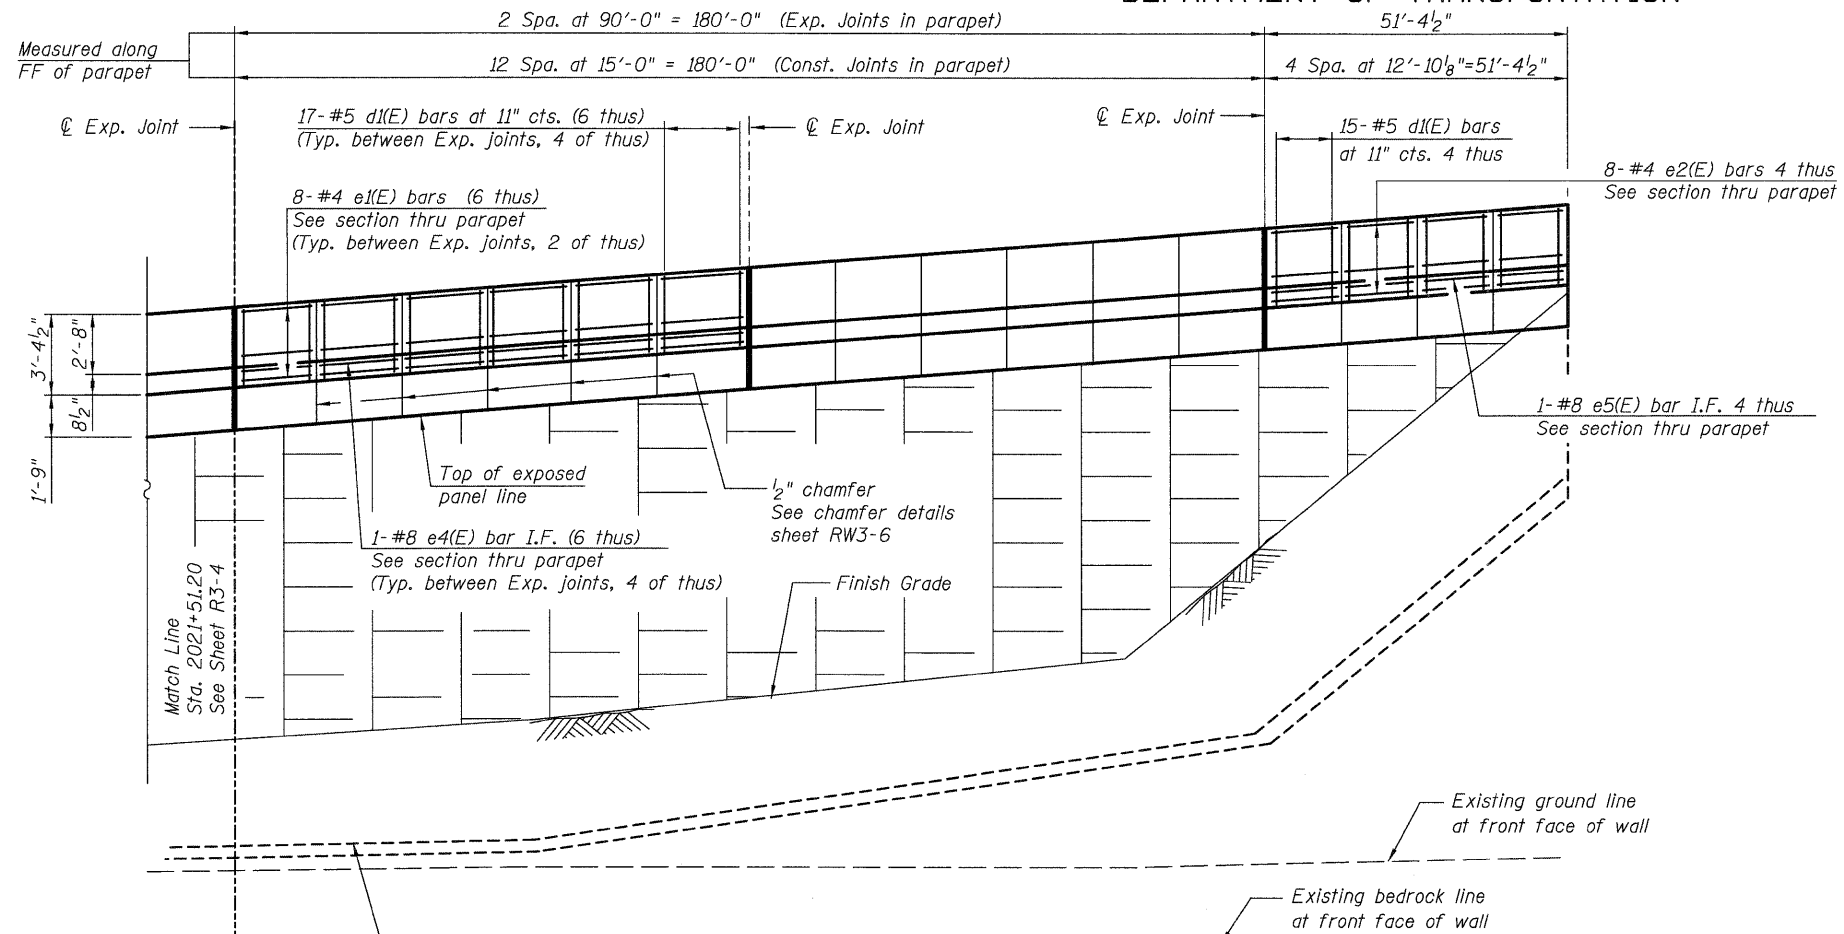 2 Spa. at 90'-0" = 180'-0" (Exp. Joints in parapet)
51'-4½"
Measured along
FF of parapet
12 Spa. at 15'-0" = 180'-0" (Const. Joints in parapet)
4 Spa. at 12'-10⅛"=51'-4½"
℄ Exp. Joint
17-#5 d1(E) bars at 11" cts. (6 thus)
(Typ. between Exp. joints, 4 of thus)
℄ Exp. Joint
℄ Exp. Joint
15-#5 d1(E) bars
at 11" cts. 4 thus
8-#4 e2(E) bars 4 thus
See section thru parapet
8-#4 e1(E) bars (6 thus)
See section thru parapet
(Typ. between Exp. joints, 2 of thus)
3'-4½"
2'-8"
8½"
1'-9"
1-#8 e5(E) bar I.F. 4 thus
See section thru parapet
Top of exposed
panel line
½" chamfer
See chamfer details
sheet RW3-6
1-#8 e4(E) bar I.F. (6 thus)
See section thru parapet
(Typ. between Exp. joints, 4 of thus)
Finish Grade
Match Line
Sta. 2021+51.20
See Sheet R3-4
Existing ground line
at front face of wall
Existing bedrock line
at front face of wall